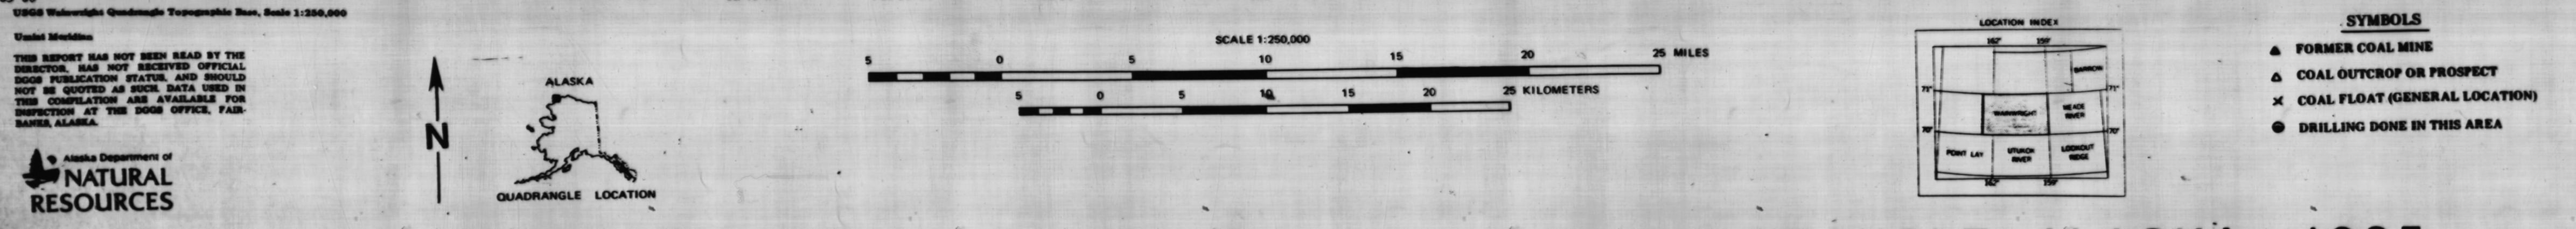 USGS Wainwright Quadrangle Topographic Base, Scale 1:250,000
Umiat Meridian
THIS REPORT HAS NOT BEEN READ BY THE
DIRECTOR, HAS NOT RECEIVED OFFICIAL
DGGS PUBLICATION STATUS, AND SHOULD
NOT BE QUOTED AS SUCH. DATA USED IN
THIS COMPILATION ARE AVAILABLE FOR
INSPECTION AT THE DGGS OFFICE, FAIR-
BANKS, ALASKA.
Alaska Department of
NATURAL
RESOURCES
N
ALASKA
QUADRANGLE LOCATION
SCALE 1:250,000
5 0 5 10 15 20 25 MILES
5 0 5 10 15 20 25 KILOMETERS
LOCATION INDEX
162° 159°
BARROW
71° 71°
WAINWRIGHT
MEADE
RIVER
70° 70°
POINT LAY
UTUKOK
RIVER
LOOKOUT
RIDGE
162° 159°
SYMBOLS
FORMER COAL MINE
COAL OUTCROP OR PROSPECT
COAL FLOAT (GENERAL LOCATION)
DRILLING DONE IN THIS AREA